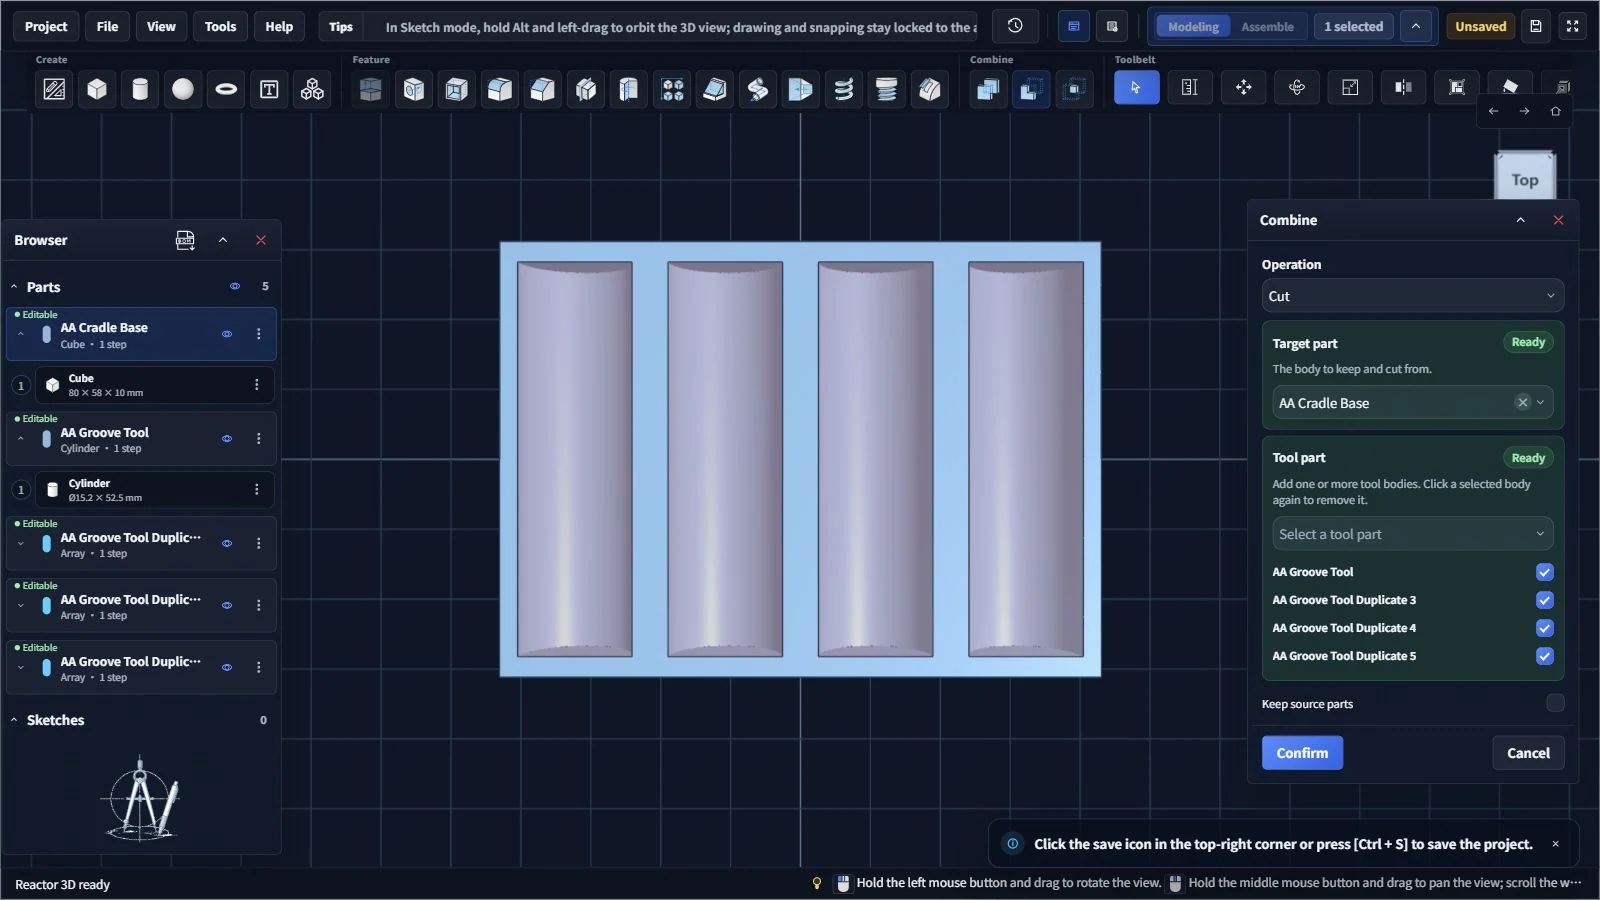 Project
File
View
Tools
Help
Tips
In Sketch mode, hold Alt and left-drag to orbit the 3D view; drawing and snapping stay locked to the a
Modeling
Assemble
1 selected
Unsaved
Create
Feature
Combine
Toolbelt
Top
Browser
BOM
Parts
5
Editable
AA Cradle Base
Cube • 1 step
1
Cube
80 × 58 × 10 mm
Editable
AA Groove Tool
Cylinder • 1 step
1
Cylinder
Ø15.2 × 52.5 mm
Editable
AA Groove Tool Duplic···
Array • 1 step
Editable
AA Groove Tool Duplic···
Array • 1 step
Editable
AA Groove Tool Duplic···
Array • 1 step
Sketches
0
Combine
Operation
Cut
Target part
Ready
The body to keep and cut from.
AA Cradle Base
Tool part
Ready
Add one or more tool bodies. Click a selected body
again to remove it.
Select a tool part
AA Groove Tool
AA Groove Tool Duplicate 3
AA Groove Tool Duplicate 4
AA Groove Tool Duplicate 5
Keep source parts
Confirm
Cancel
Click the save icon in the top-right corner or press [Ctrl + S] to save the project.
Reactor 3D ready
Hold the left mouse button and drag to rotate the view.
Hold the middle mouse button and drag to pan the view; scroll the w···